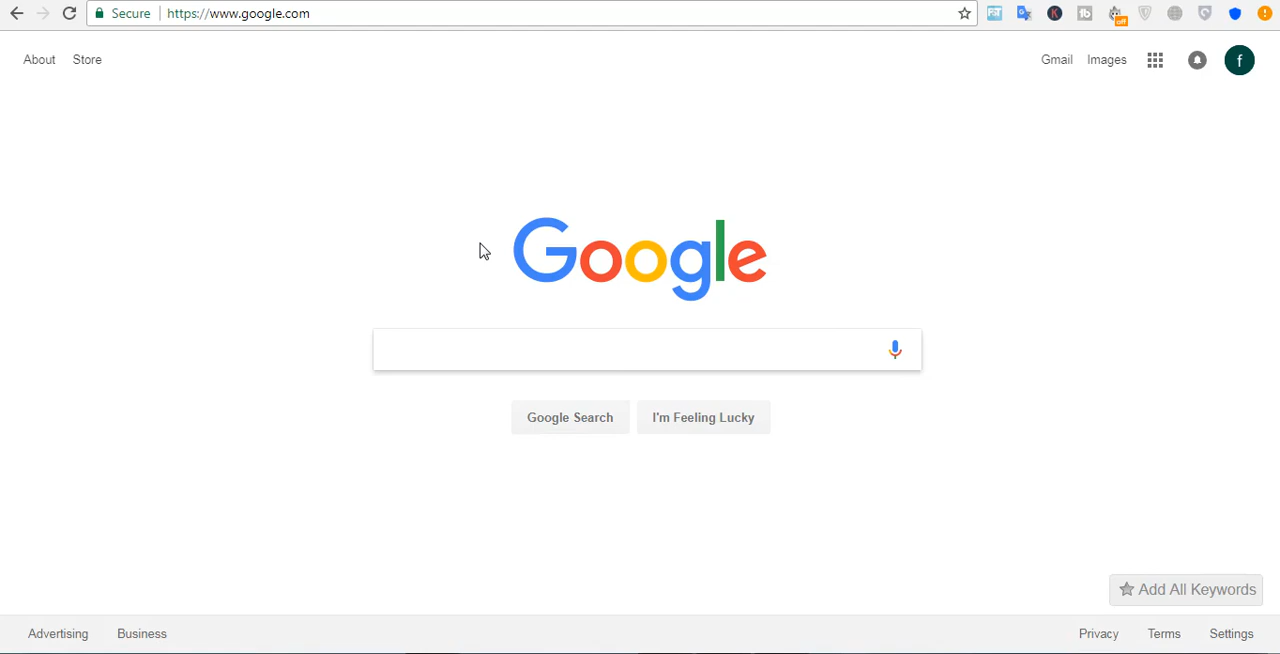 Secure https://www.google.com
off
About Store
Gmail Images f
Google
Google Search I'm Feeling Lucky
Add All Keywords
Advertising Business
Privacy Terms Settings